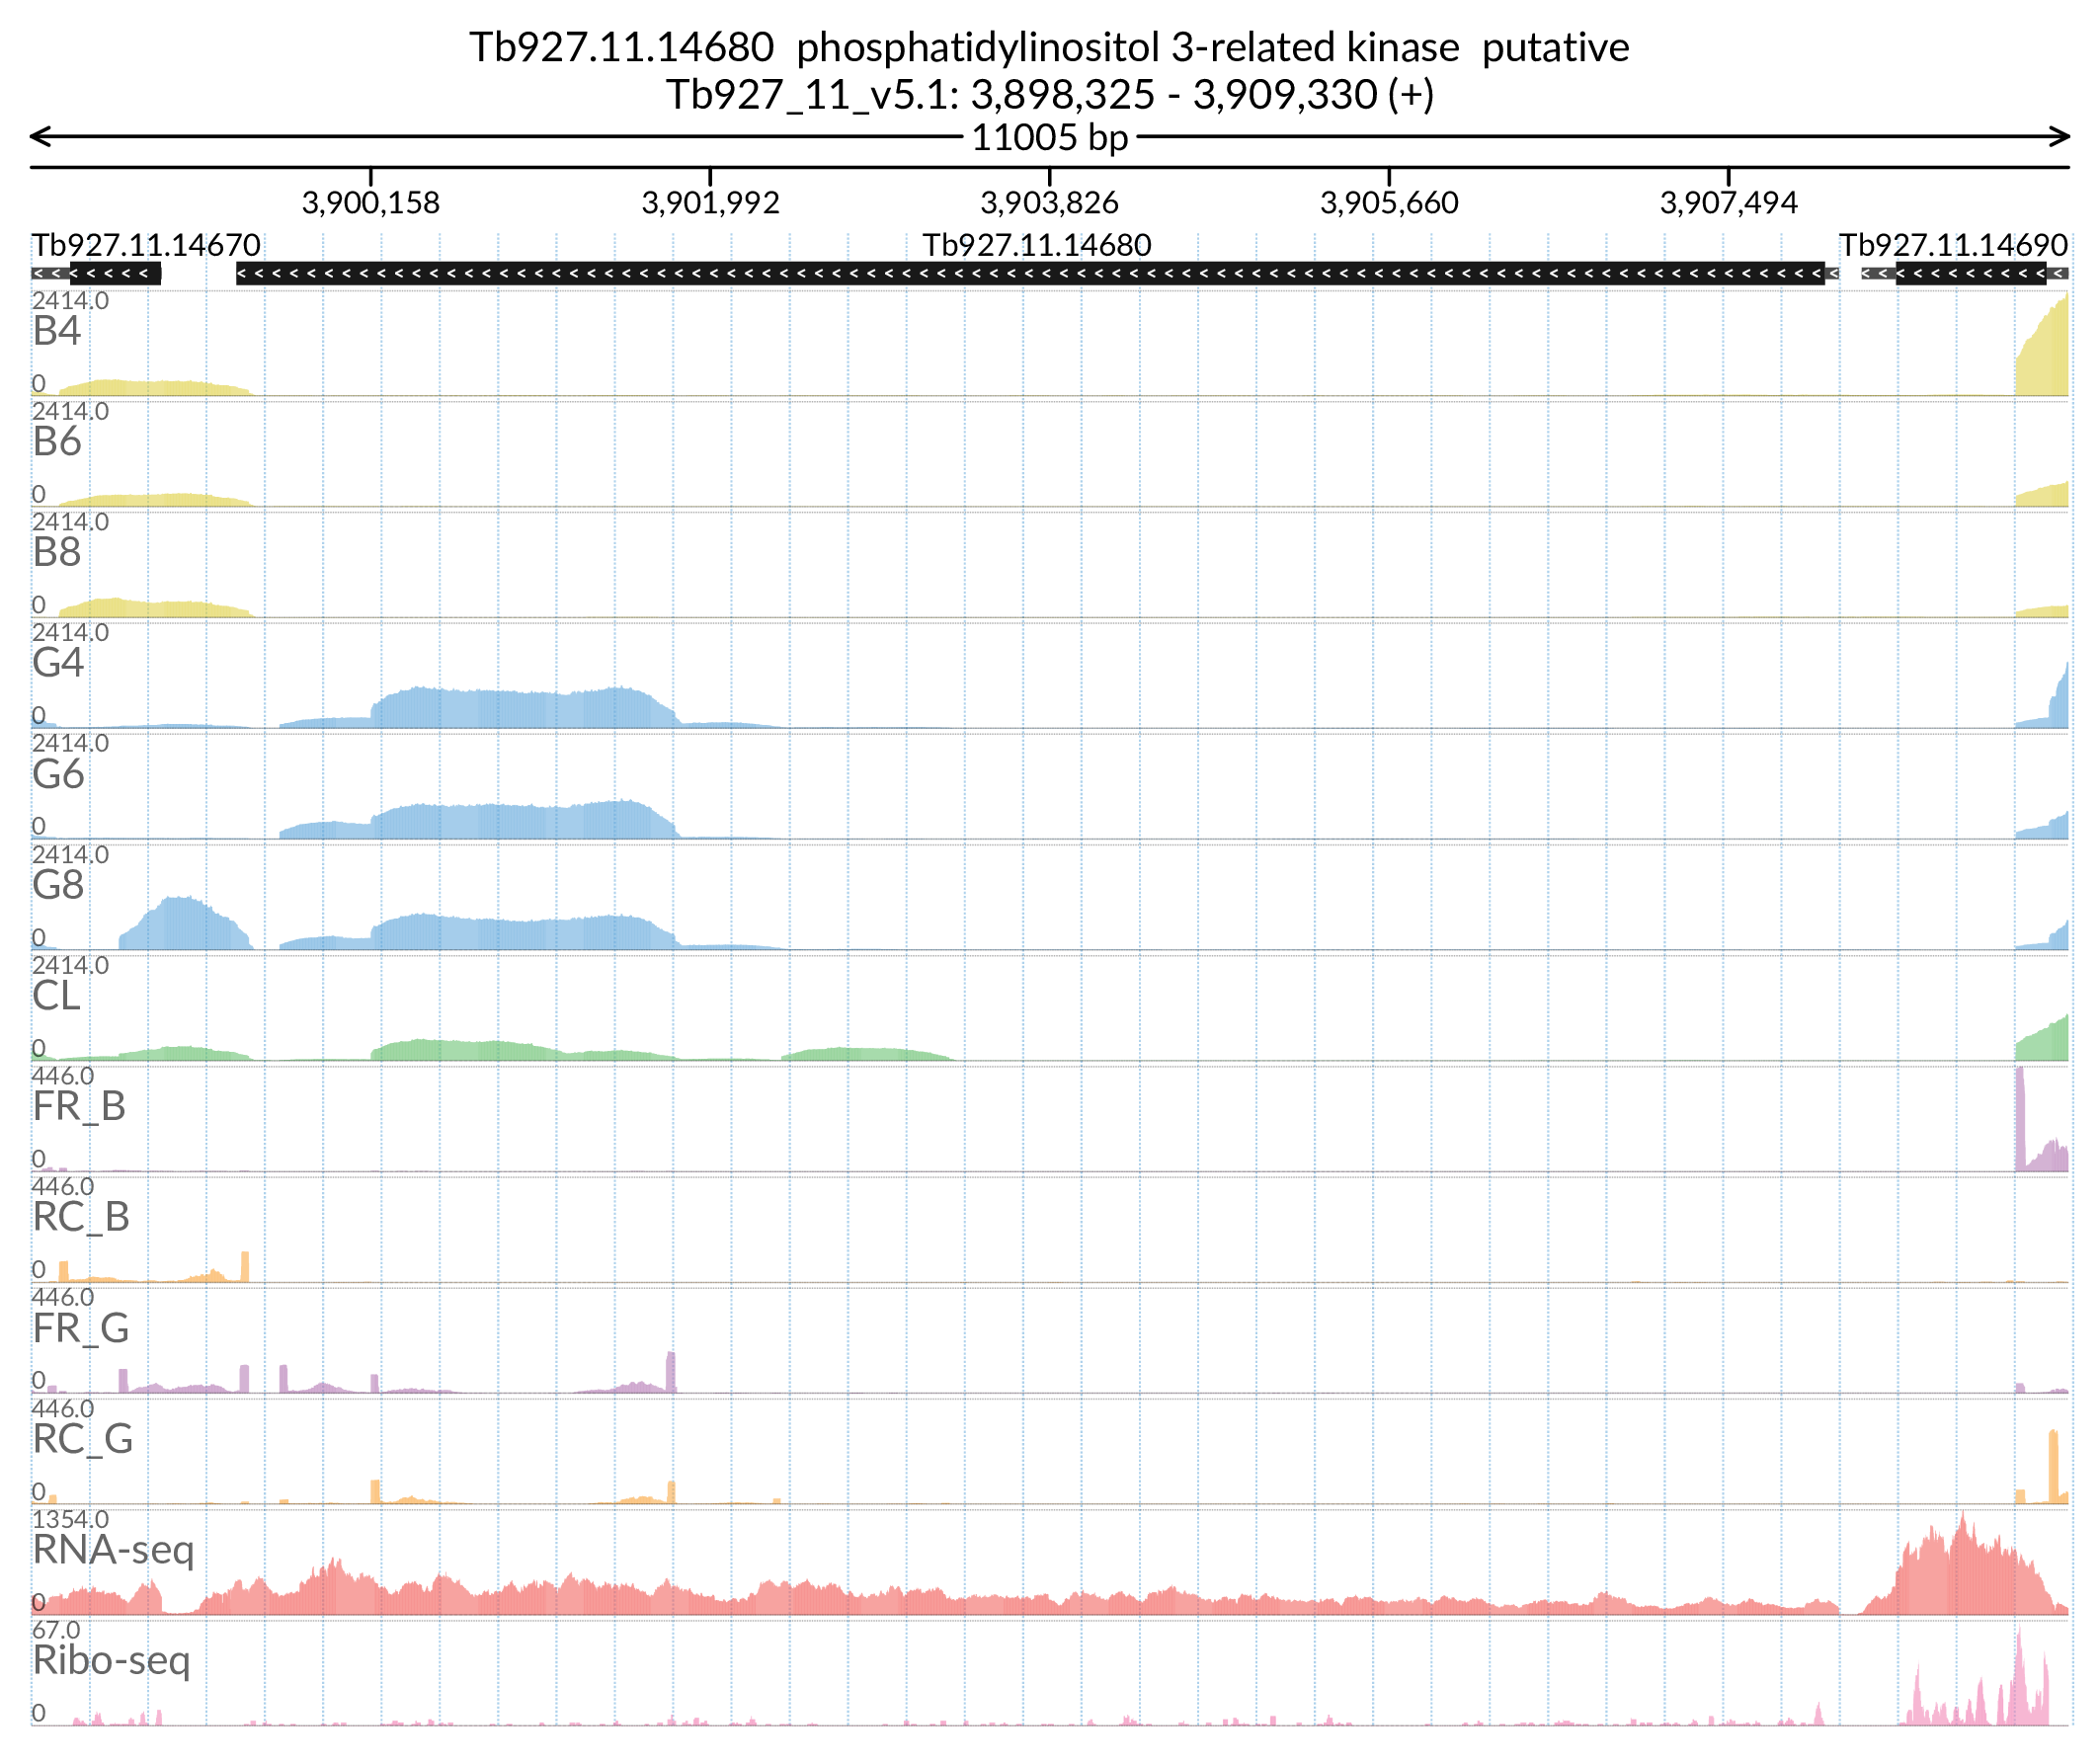 Tb927.11.14680  phosphatidylinositol 3-related kinase  putative
Tb927_11_v5.1: 3,898,325 - 3,909,330 (+)
11005 bp
3,900,158 3,901,992 3,903,826 3,905,660 3,907,494
Tb927.11.14670 Tb927.11.14680 Tb927.11.14690
2414.0
B4
0
2414.0
B6
0
2414.0
B8
0
2414.0
G4
0
2414.0
G6
0
2414.0
G8
0
2414.0
CL
0
446.0
FR_B
0
446.0
RC_B
0
446.0
FR_G
0
446.0
RC_G
0
1354.0
RNA-seq
0
67.0
Ribo-seq
0